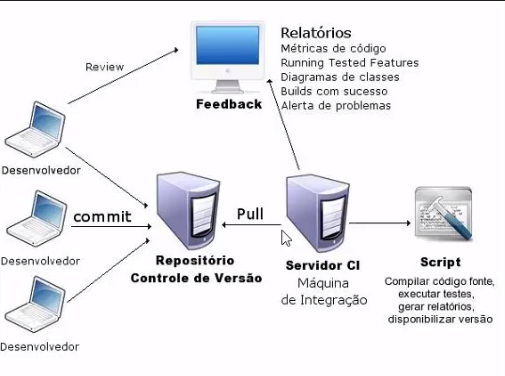 Relatórios
Métricas de código
Running Tested Features
Diagramas de classes
Builds com sucesso
Alerta de problemas
Review
Feedback
Desenvolvedor
commit
Pull
Desenvolvedor
Repositório
Controle de Versão
Servidor CI
Máquina
de Integração
Script
Compilar código fonte,
executar testes,
gerar relatórios,
disponibilizar versão
Desenvolvedor